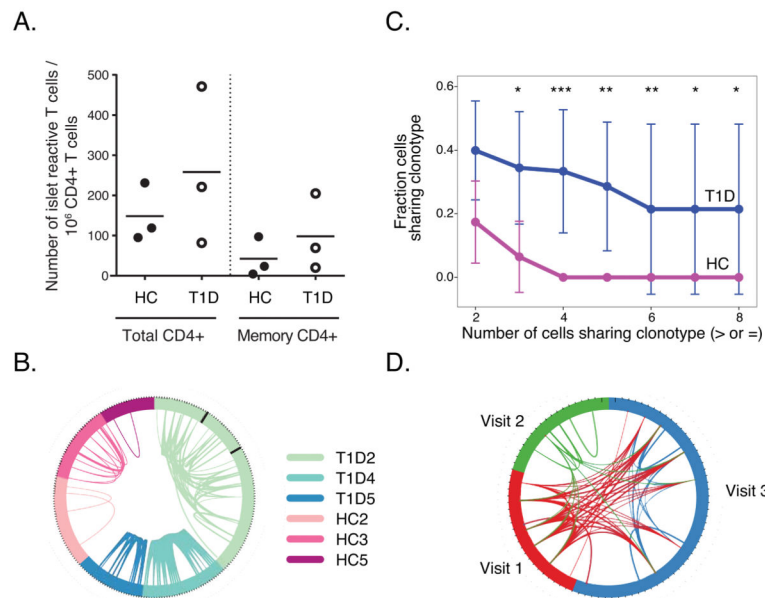 A.
Number of islet reactive T cells /
10⁶ CD4+ T cells
500
400
300
200
100
0
HC
T1D
HC
T1D
Total CD4+
Memory CD4+
B.
T1D2
T1D4
T1D5
HC2
HC3
HC5
C.
Fraction cells
sharing clonotype
0.6
0.4
0.2
0.0
*
***
**
**
*
*
T1D
HC
2
4
6
8
Number of cells sharing clonotype (> or =)
D.
Visit 2
Visit 3
Visit 1